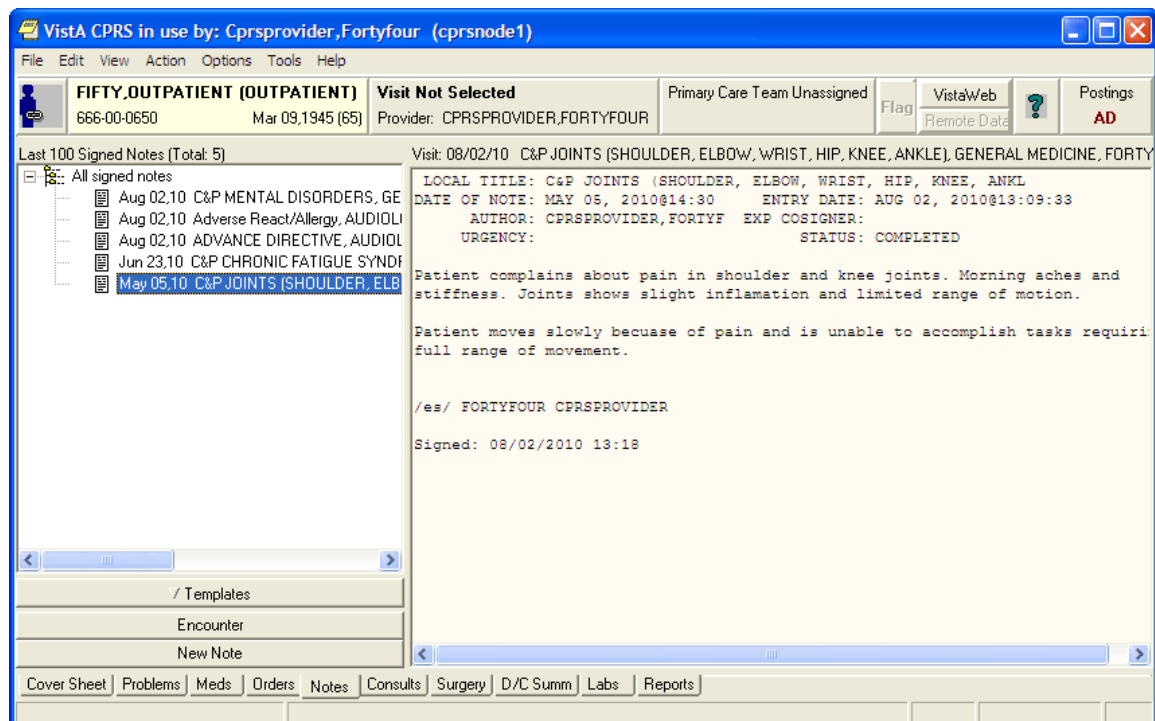 VistA CPRS in use by: Cprsprovider,Fortyfour (cprsnode1)
File Edit View Action Options Tools Help
FIFTY,OUTPATIENT (OUTPATIENT)
666-00-0650 Mar 09,1945 (65)
Visit Not Selected
Provider: CPRSPROVIDER,FORTYFOUR
Primary Care Team Unassigned
Flag
VistaWeb
Remote Data
?
Postings
AD
Last 100 Signed Notes (Total: 5)
All signed notes
Aug 02,10 C&P MENTAL DISORDERS, GE
Aug 02,10 Adverse React/Allergy, AUDIOL
Aug 02,10 ADVANCE DIRECTIVE, AUDIOL
Jun 23,10 C&P CHRONIC FATIGUE SYND
May 05,10 C&P JOINTS (SHOULDER, ELB
/ Templates
Encounter
New Note
Visit: 08/02/10 C&P JOINTS (SHOULDER, ELBOW, WRIST, HIP, KNEE, ANKLE), GENERAL MEDICINE, FORTY
LOCAL TITLE: C&P JOINTS (SHOULDER, ELBOW, WRIST, HIP, KNEE, ANKL
DATE OF NOTE: MAY 05, 2010@14:30 ENTRY DATE: AUG 02, 2010@13:09:33
AUTHOR: CPRSPROVIDER,FORTYF EXP COSIGNER:
URGENCY: STATUS: COMPLETED
Patient complains about pain in shoulder and knee joints. Morning aches and
stiffness. Joints shows slight inflamation and limited range of motion.
Patient moves slowly becuase of pain and is unable to accomplish tasks requiri
full range of movement.
/es/ FORTYFOUR CPRSPROVIDER
Signed: 08/02/2010 13:18
Cover Sheet Problems Meds Orders Notes Consults Surgery D/C Summ Labs Reports